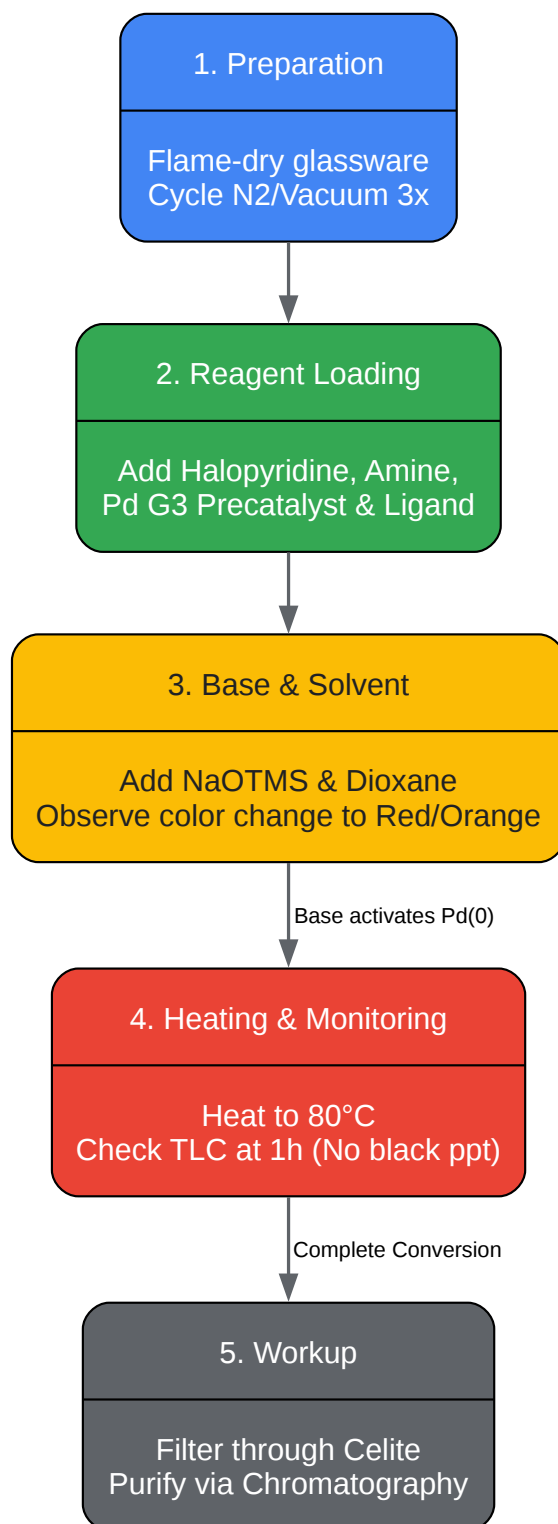 1. Preparation
Flame-dry glassware
Cycle N2/Vacuum 3x
2. Reagent Loading
Add Halopyridine, Amine,
Pd G3 Precatalyst & Ligand
3. Base & Solvent
Add NaOTMS & Dioxane
Observe color change to Red/Orange
Base activates Pd(0)
4. Heating & Monitoring
Heat to 80°C
Check TLC at 1h (No black ppt)
Complete Conversion
5. Workup
Filter through Celite
Purify via Chromatography